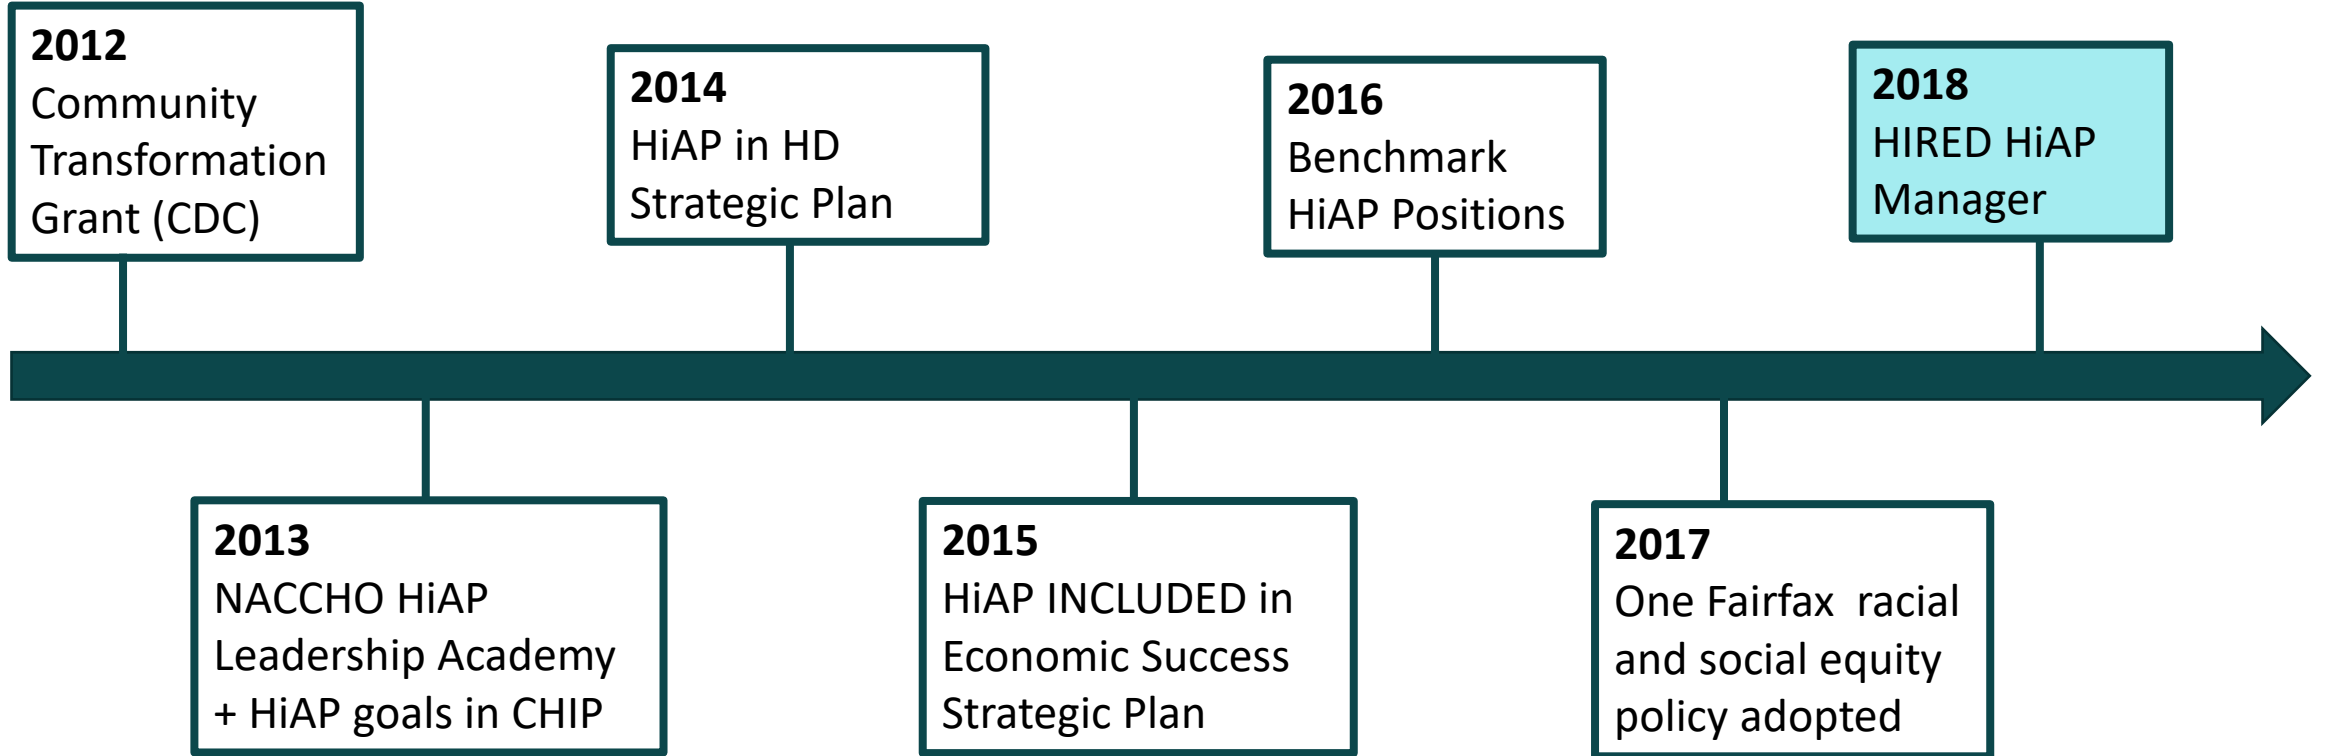 2012
Community
Transformation
Grant (CDC)
2013
NACCHO HiAP
Leadership Academy
+ HiAP goals in CHIP
2014
HiAP in HD
Strategic Plan
2015
HiAP INCLUDED in
Economic Success
Strategic Plan
2016
Benchmark
HiAP Positions
2017
One Fairfax  racial
and social equity
policy adopted
2018
HIRED HiAP
Manager